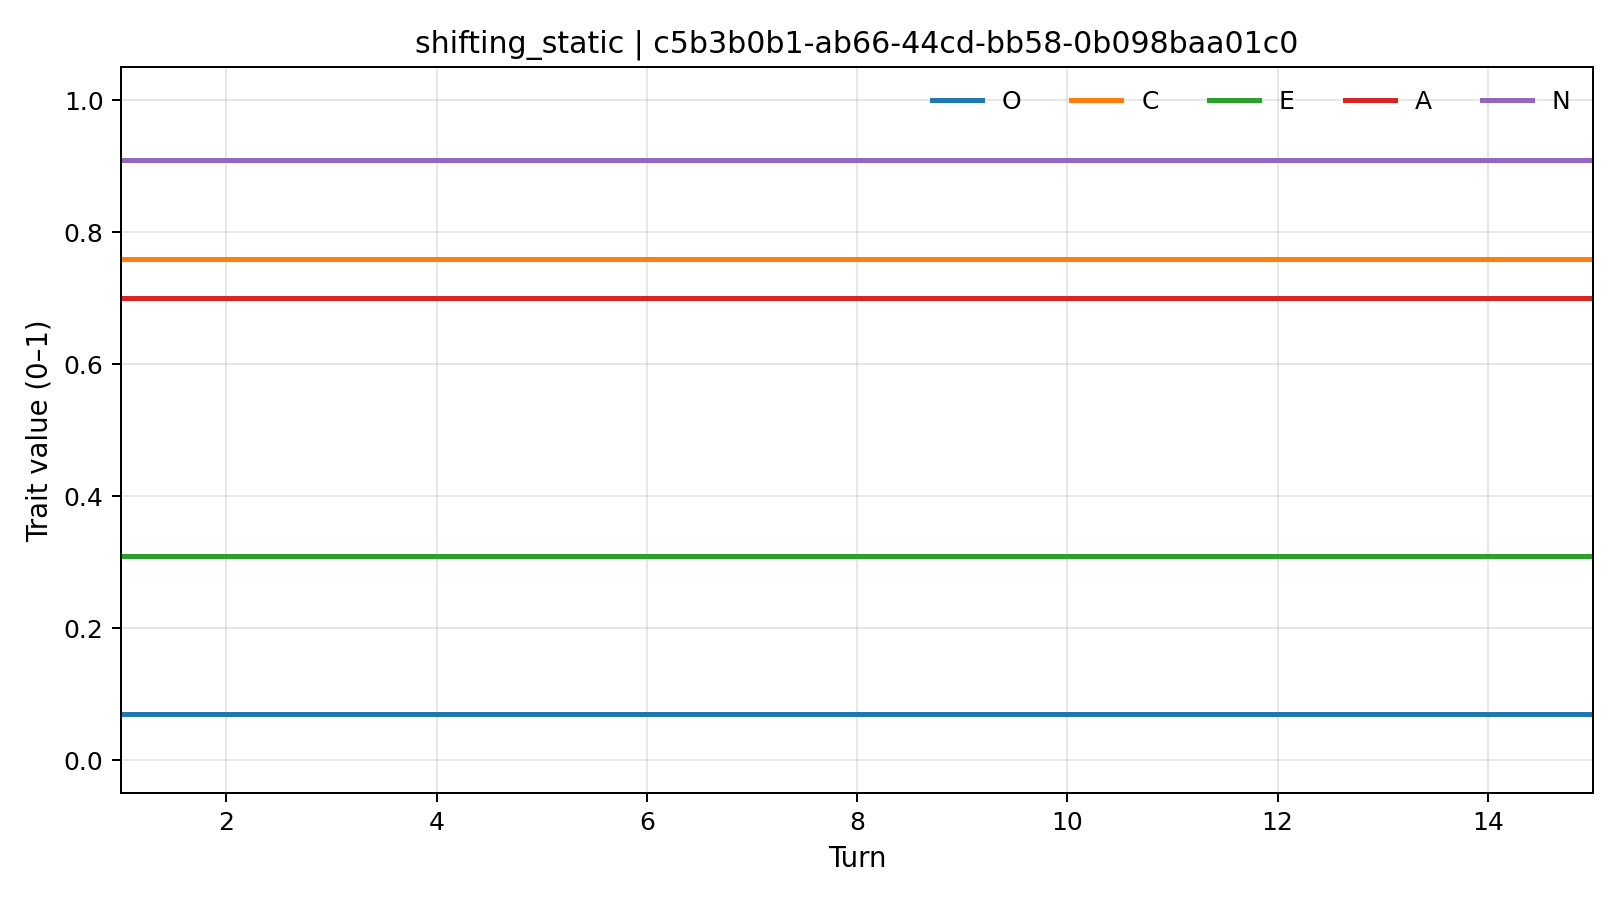 shifting_static | c5b3b0b1-ab66-44cd-bb58-0b098baa01c0
O C E A N
1.0
0.8
0.6
0.4
0.2
0.0
Trait value (0–1)
2 4 6 8 10 12 14
Turn